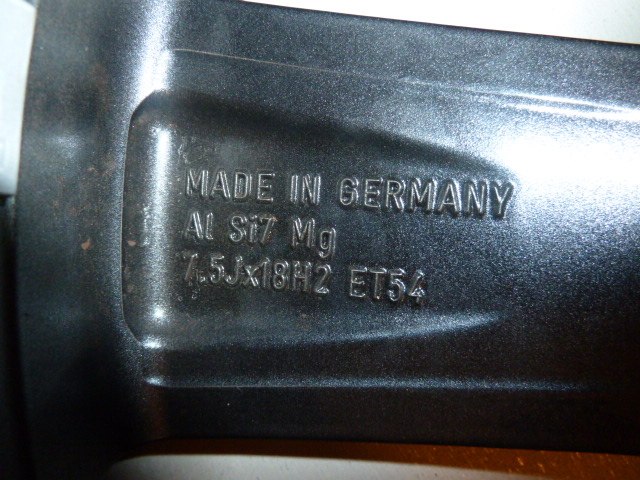 MADE IN GERMANY
Al Si7 Mg
7.5Jx18H2 ET54